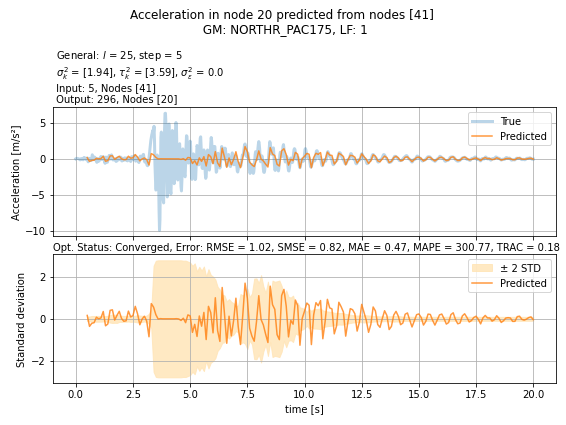 Acceleration in node 20 predicted from nodes [41]
GM: NORTHR_PAC175, LF: 1
General: l = 25, step = 5
σ²ₖ = [1.94], τ²ₖ = [3.59], σ²ₑ = 0.0
Input: 5, Nodes [41]
Output: 296, Nodes [20]
Acceleration [m/s²]
5
0
−5
−10
True
Predicted
Opt. Status: Converged, Error: RMSE = 1.02, SMSE = 0.82, MAE = 0.47, MAPE = 300.77, TRAC = 0.18
Standard deviation
2
0
−2
± 2 STD
Predicted
0.0 2.5 5.0 7.5 10.0 12.5 15.0 17.5 20.0
time [s]